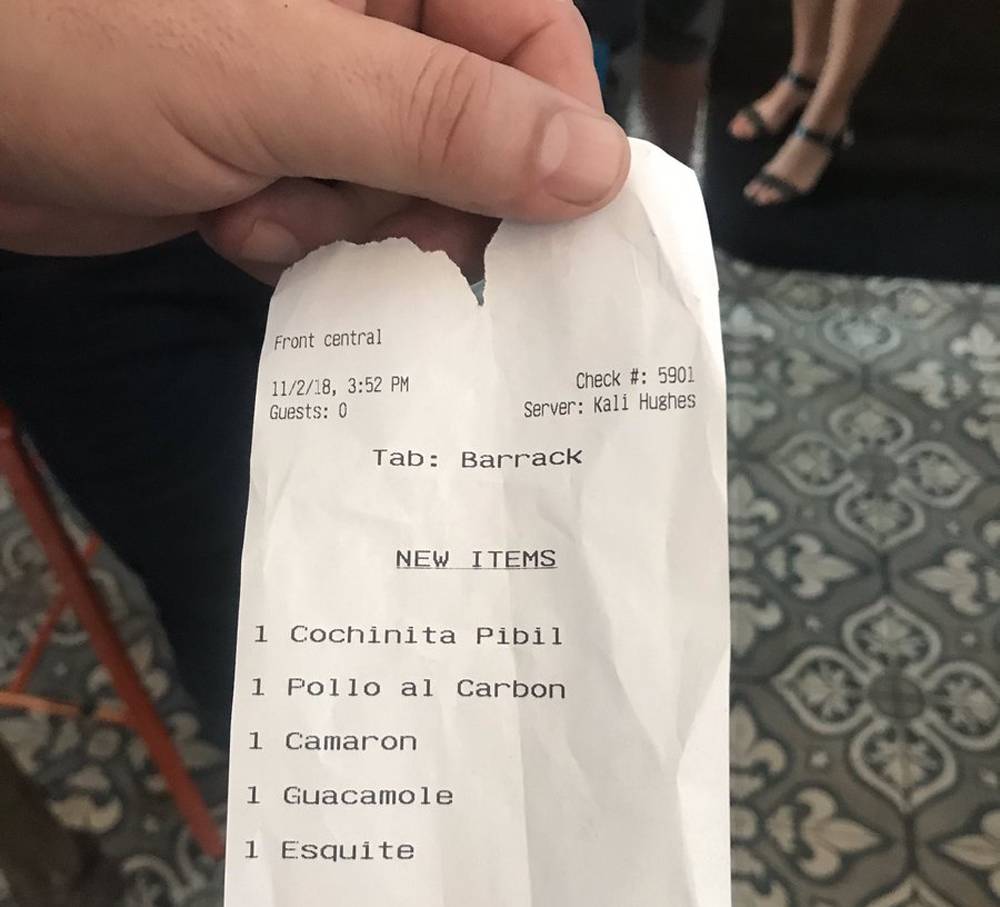 Front central
11/2/18, 3:52 PM Check #: 5901
Guests: 0 Server: Kali Hughes
Tab: Barrack
NEW ITEMS
1 Cochinita Pibil
1 Pollo al Carbon
1 Camaron
1 Guacamole
1 Esquite